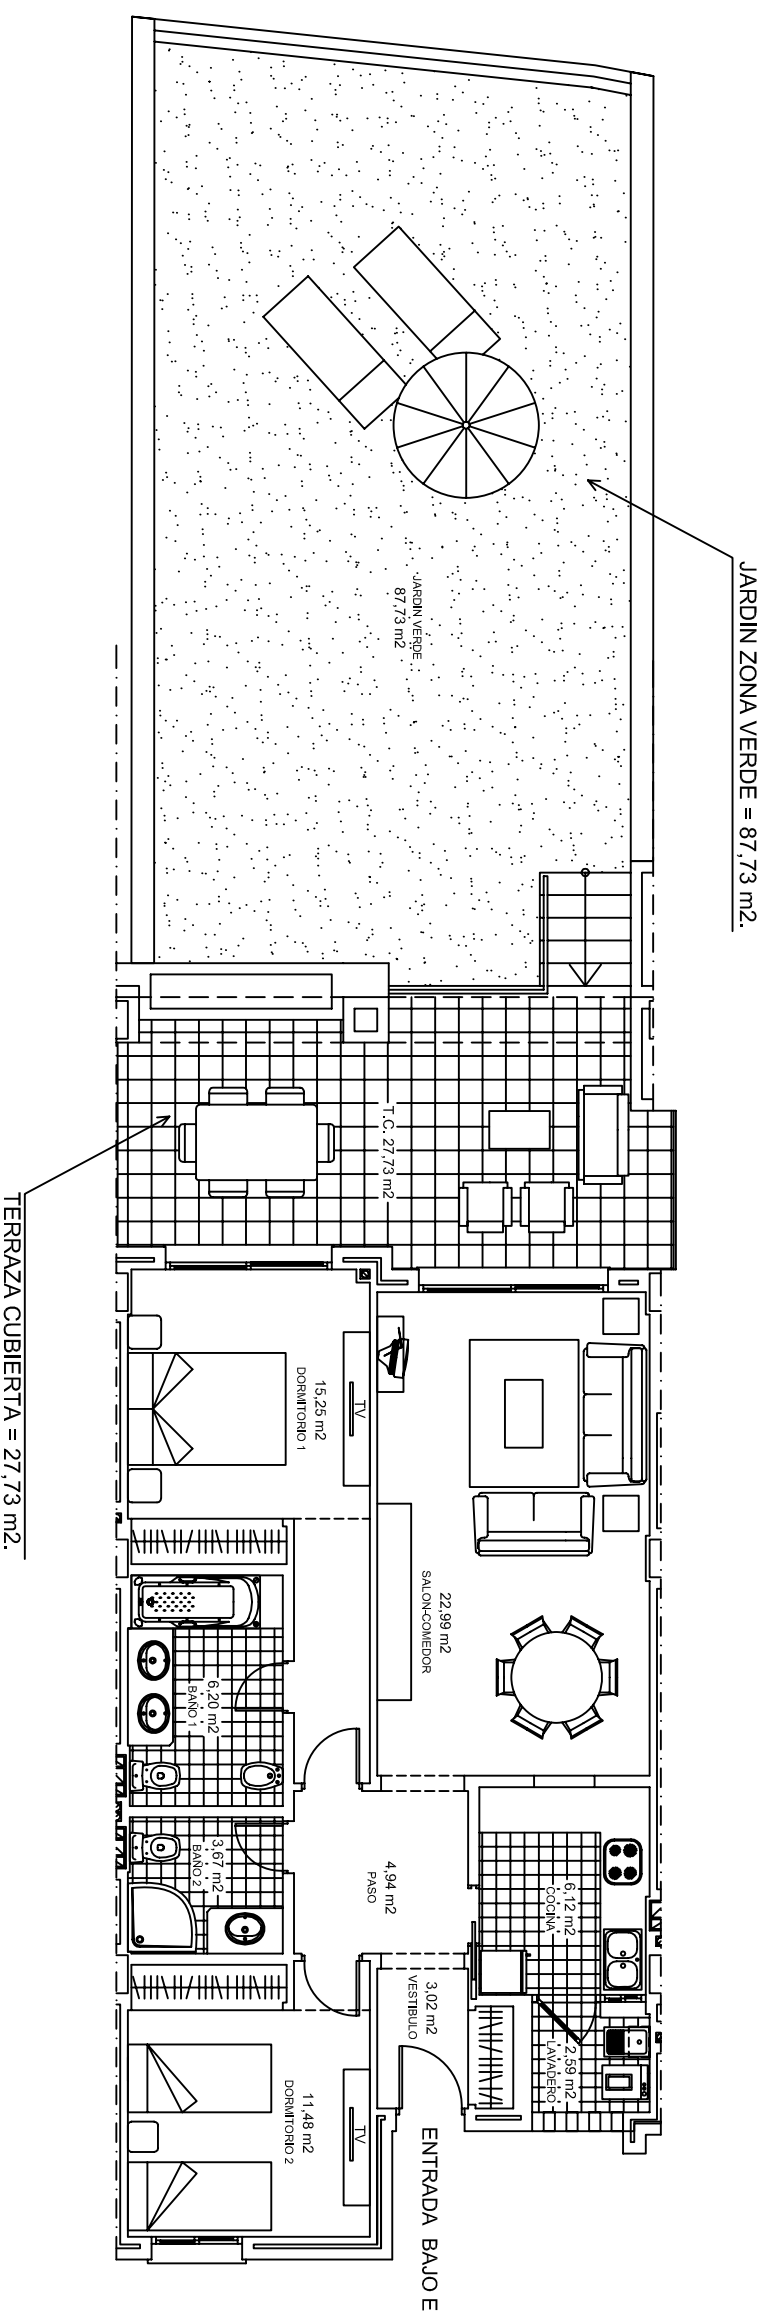 JARDIN ZONA VERDE = 87,73 m2.
JARDIN VERDE
87,73 m2
T.C. 27,73 m2
TERRAZA CUBIERTA = 27,73 m2.
TV
15,25 m2
DORMITORIO 1
22,99 m2
SALON-COMEDOR
6,20 m2
BAÑO 1
3,67 m2
BAÑO 2
4,94 m2
PASO
6,12 m2
COCINA
3,02 m2
VESTIBULO
2,59 m2
LAVADERO
TV
11,48 m2
DORMITORIO 2
ENTRADA BAJO E